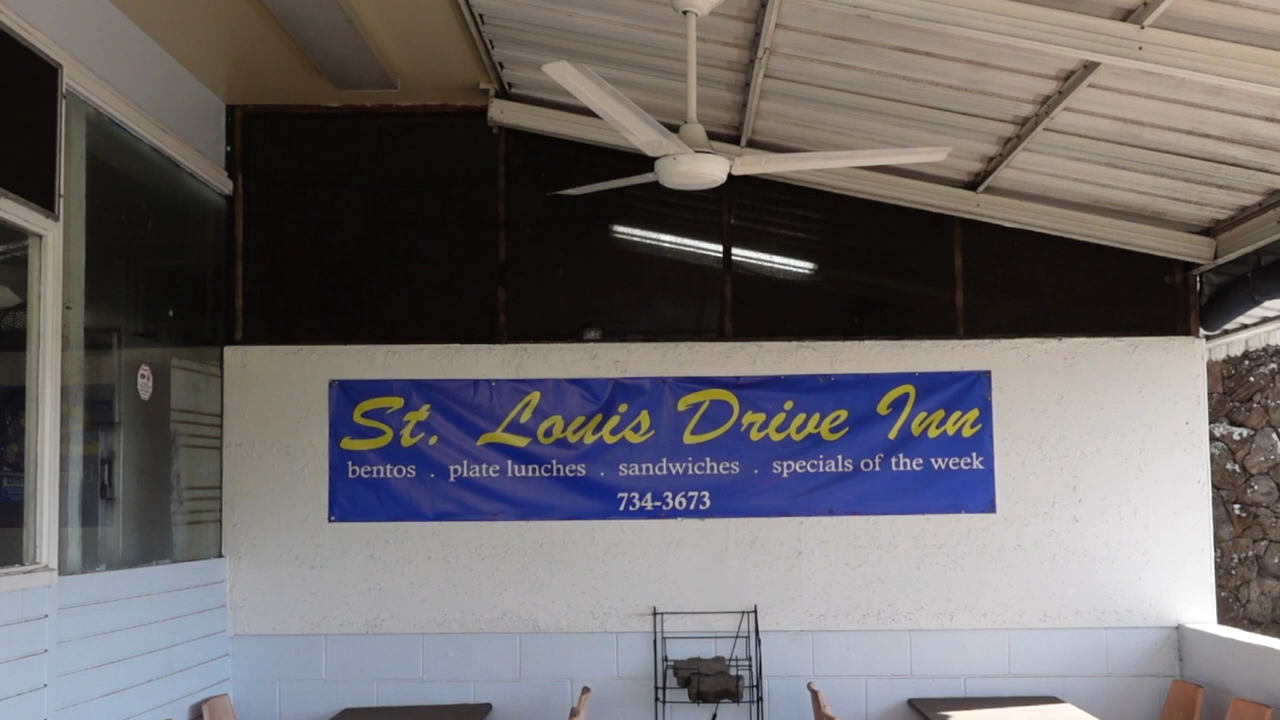 St. Louis Drive Inn
bentos . plate lunches . sandwiches . specials of the week
734-3673